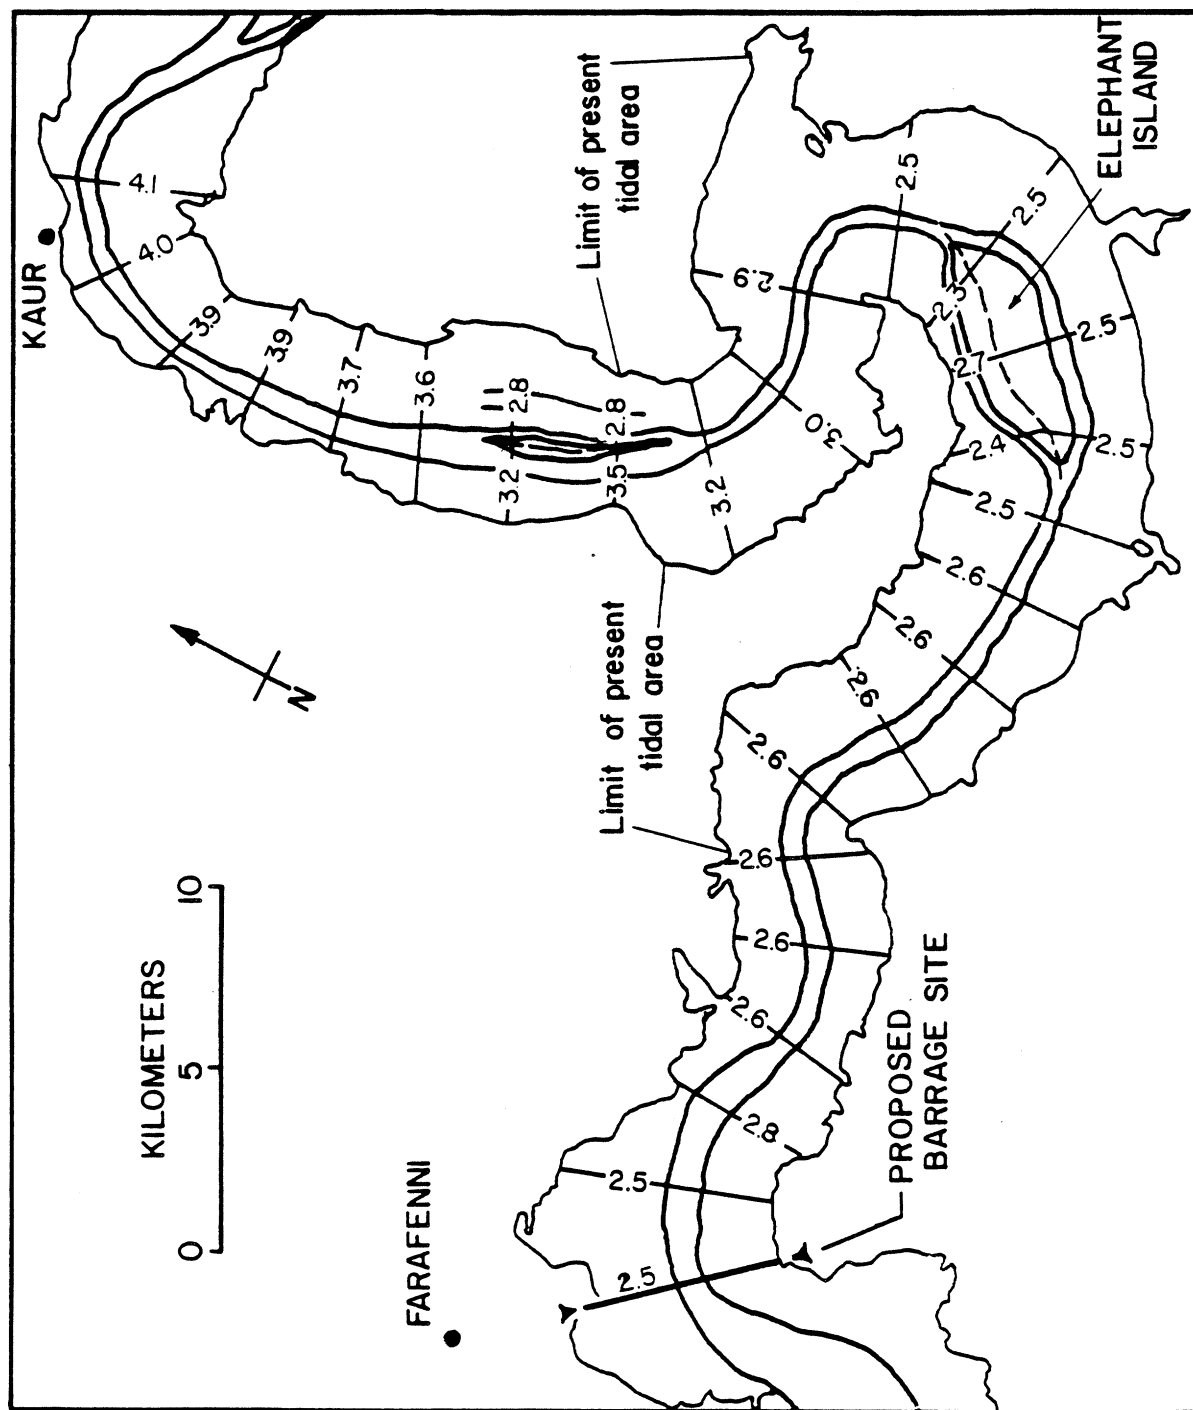 KAUR
4.1
4.0
3.9
3.9
3.7
3.6
2.8
3.2
2.8
3.5
3.2
3.0
2.9
2.5
2.5
2.3
2.7
2.5
2.4
2.5
2.5
2.6
2.6
2.6
2.6
2.6
2.6
2.6
2.8
2.5
2.5
Limit of present
tidal area
Limit of present
tidal area
ELEPHANT
ISLAND
N
KILOMETERS
0
5
10
FARAFENNI
PROPOSED
BARRAGE SITE